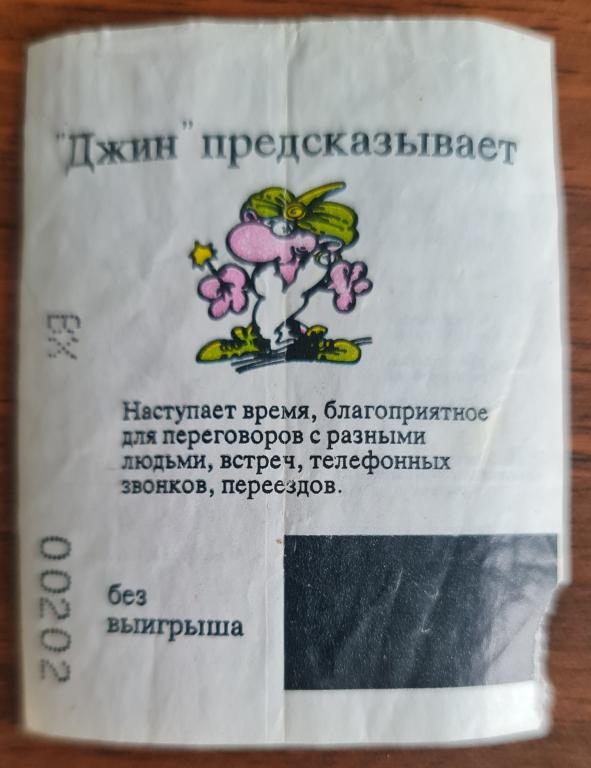 "Джин" предсказывает
ВХ
Наступает время, благоприятное
для переговоров с разными
людьми, встреч, телефонных
звонков, переездов.
без
выигрыша
00202